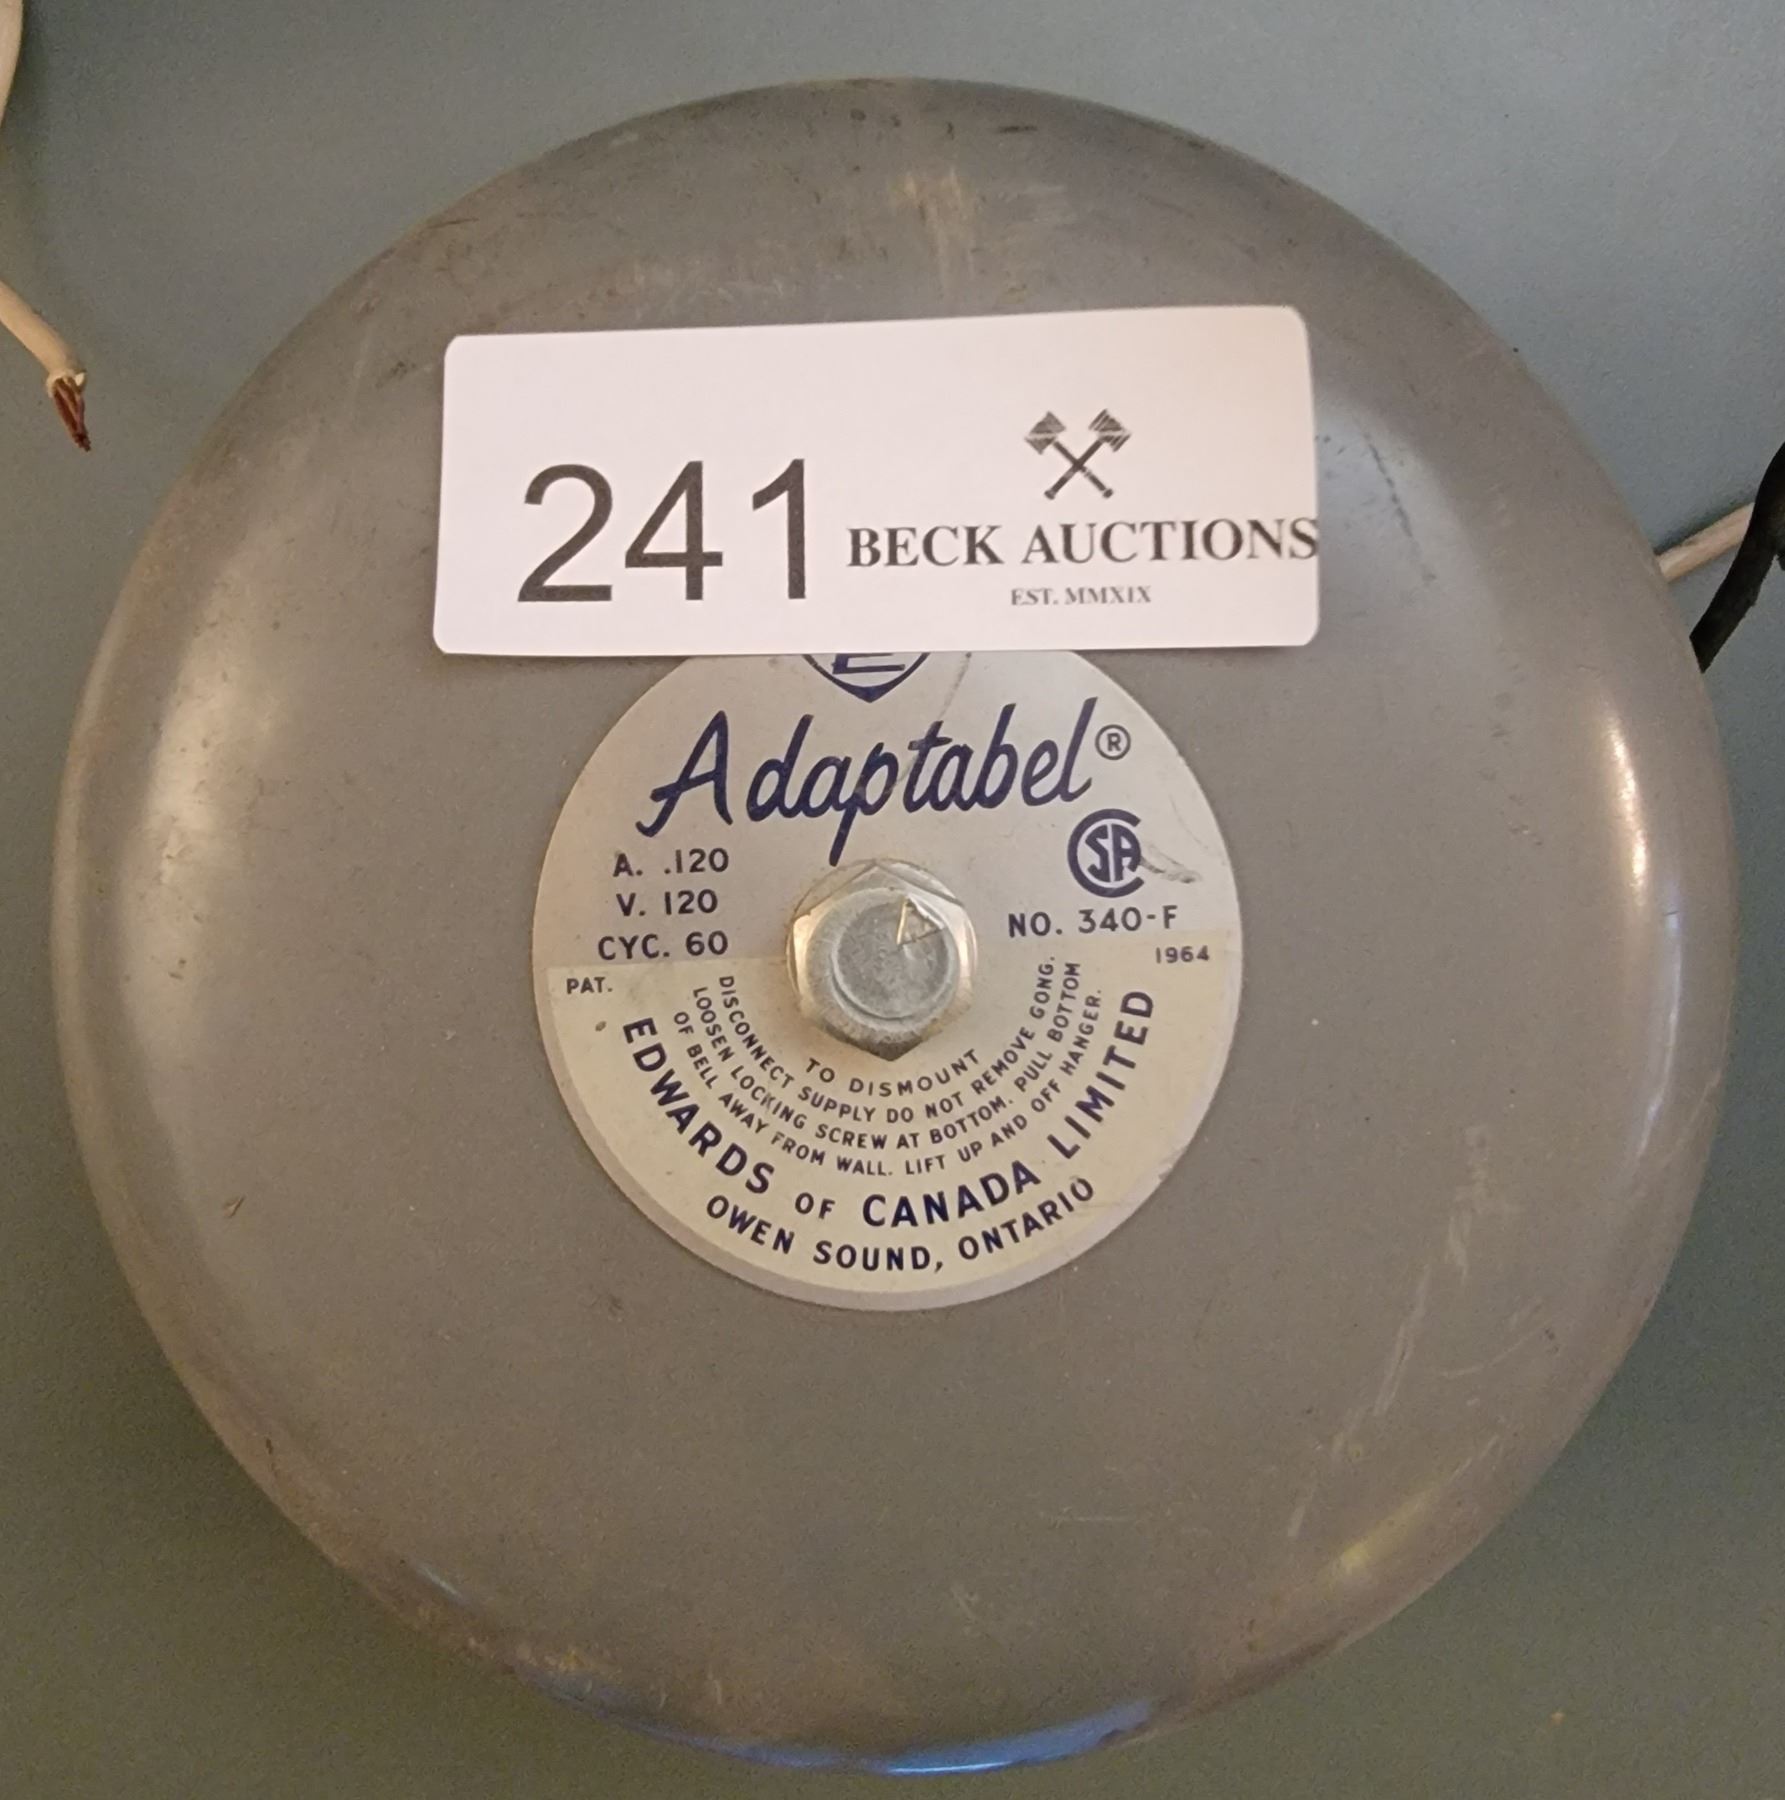 241
BECK AUCTIONS
EST. MMXIX
E
Adaptabel®
A. .120
V. 120
CYC. 60
CSA
NO. 340-F
PAT.
1964
TO DISMOUNT
DISCONNECT SUPPLY DO NOT REMOVE GONG.
LOOSEN LOCKING SCREW AT BOTTOM. PULL BOTTOM
OF BELL AWAY FROM WALL. LIFT UP AND OFF HANGER.
EDWARDS OF CANADA LIMITED
OWEN SOUND, ONTARIO